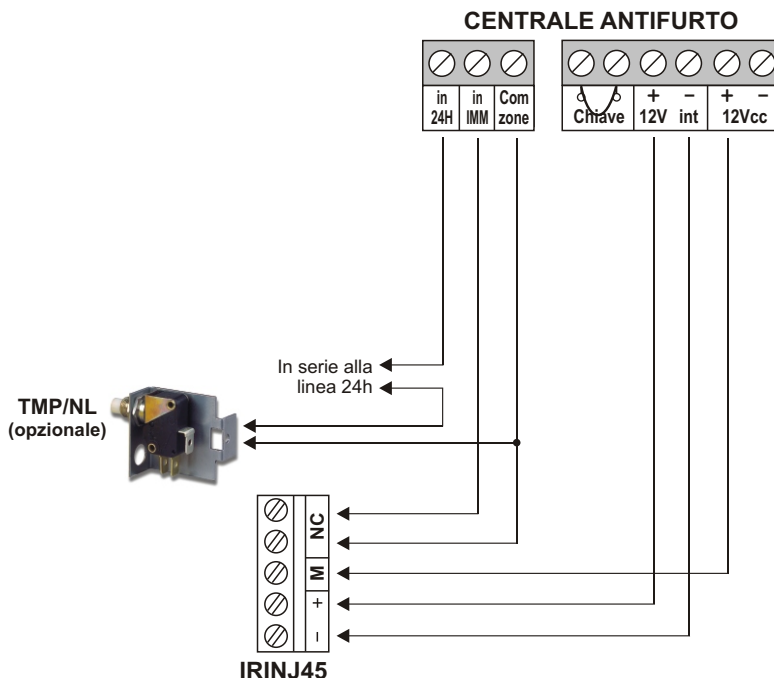 CENTRALE ANTIFURTO
in 24H
in IMM
Com zone
Chiave
+ −
12V int
+ −
12Vcc
In serie alla
linea 24h
TMP/NL
(opzionale)
NC
M
+
−
IRINJ45